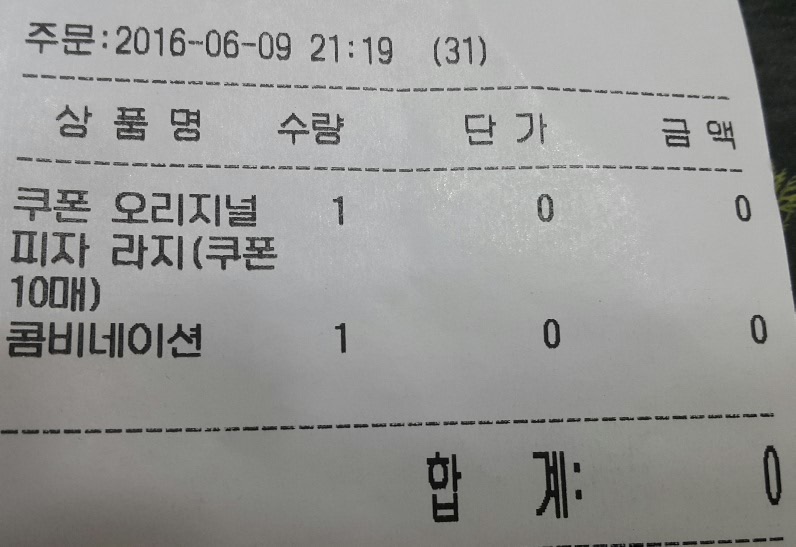 주문:2016-06-09 21:19 (31)
상 품 명 수량 단 가 금 액
쿠폰 오리지널 1 0 0
피자 라지(쿠폰
10매)
콤비네이션 1 0 0
합 계: 0